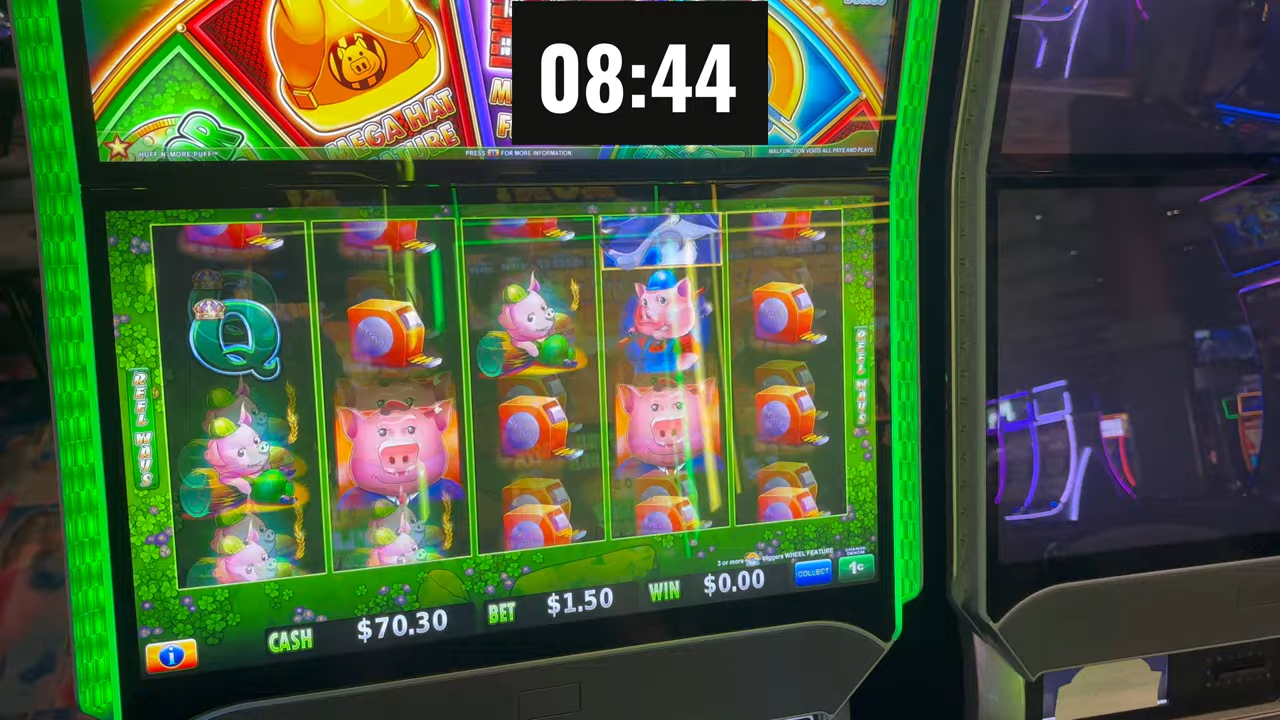 08:44
MEGA HAT
HUFF N' MORE PUFF™
PRESS FOR MORE INFORMATION.
MALFUNCTION VOIDS ALL PAYS AND PLAYS.
Q
REEL WAYS
REEL WAYS
3 or more triggers WHEEL FEATURE
CHANGE DENOM
COLLECT
1¢
CASH $70.30 BET $1.50 WIN $0.00
i